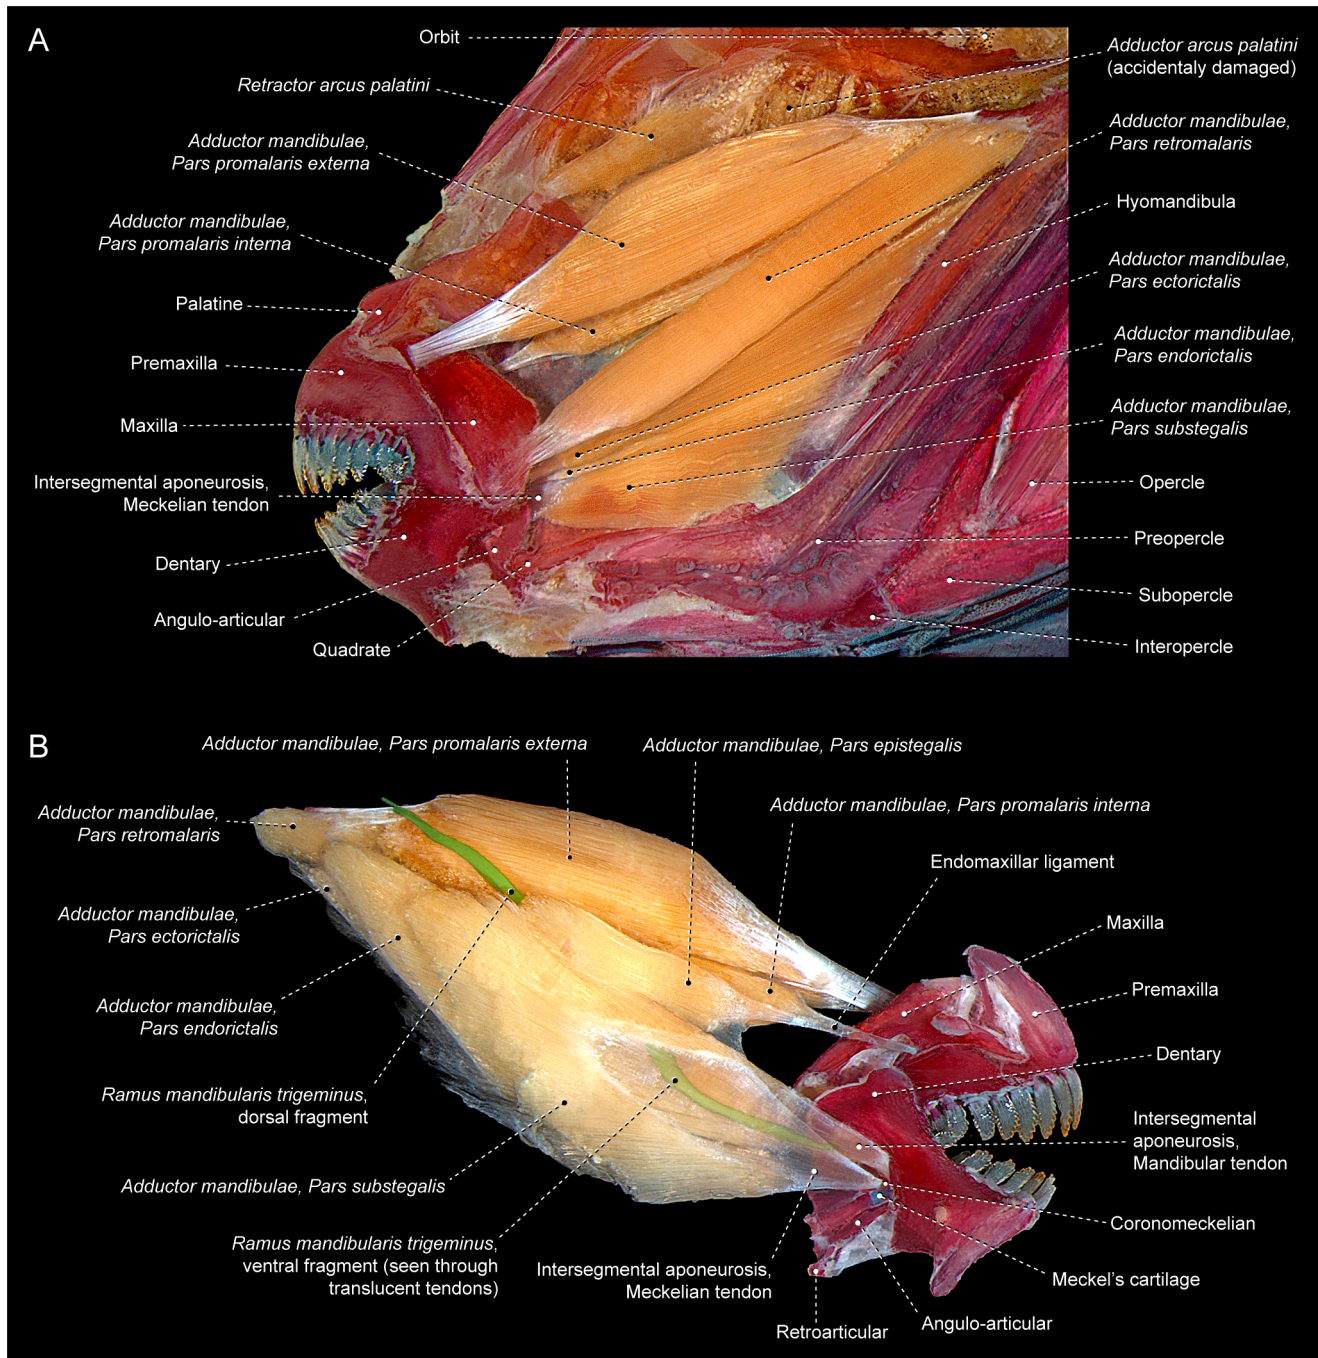 A
Orbit
Retractor arcus palatini
Adductor mandibulae,
Pars promalaris externa
Adductor mandibulae,
Pars promalaris interna
Palatine
Premaxilla
Maxilla
Intersegmental aponeurosis,
Meckelian tendon
Dentary
Angulo-articular
Quadrate
Adductor arcus palatini
(accidentaly damaged)
Adductor mandibulae,
Pars retromalaris
Hyomandibula
Adductor mandibulae,
Pars ectorictalis
Adductor mandibulae,
Pars endorictalis
Adductor mandibulae,
Pars substegalis
Opercle
Preopercle
Subopercle
Interopercle
B
Adductor mandibulae, Pars promalaris externa
Adductor mandibulae, Pars epistegalis
Adductor mandibulae, Pars promalaris interna
Adductor mandibulae,
Pars retromalaris
Adductor mandibulae,
Pars ectorictalis
Adductor mandibulae,
Pars endorictalis
Ramus mandibularis trigeminus,
dorsal fragment
Adductor mandibulae, Pars substegalis
Ramus mandibularis trigeminus,
ventral fragment (seen through
translucent tendons)
Endomaxillar ligament
Maxilla
Premaxilla
Dentary
Intersegmental
aponeurosis,
Mandibular tendon
Coronomeckelian
Meckel's cartilage
Angulo-articular
Intersegmental aponeurosis,
Meckelian tendon
Retroarticular